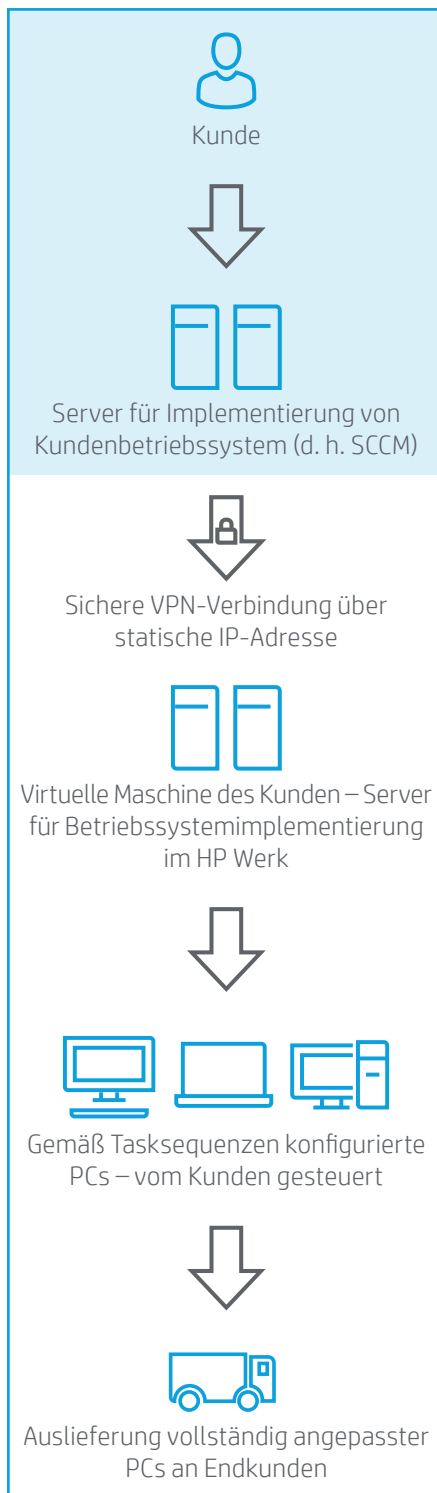 Kunde
Server für Implementierung von
Kundenbetriebssystem (d. h. SCCM)
Sichere VPN-Verbindung über
statische IP-Adresse
Virtuelle Maschine des Kunden – Server
für Betriebssystemimplementierung
im HP Werk
Gemäß Tasksequenzen konfigurierte
PCs – vom Kunden gesteuert
Auslieferung vollständig angepasster
PCs an Endkunden